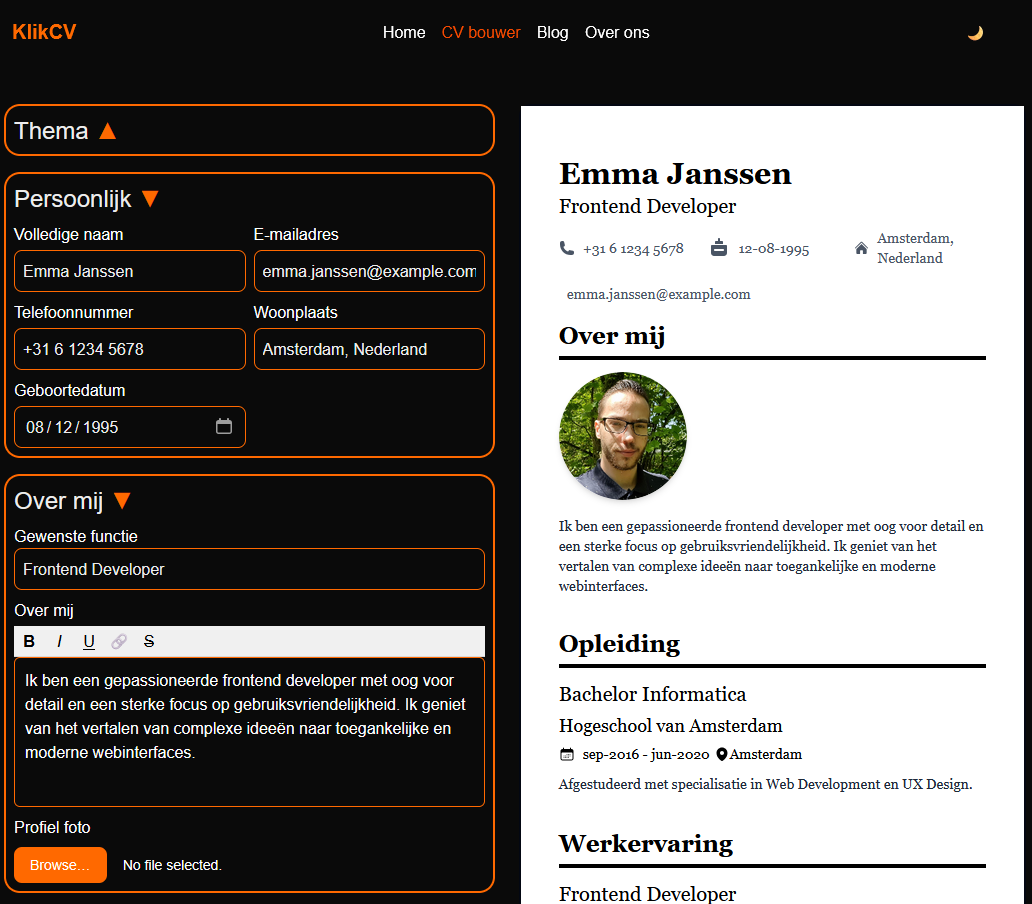 KlikCV
Home CV bouwer Blog Over ons
Thema
Persoonlijk
Volledige naam E-mailadres
Emma Janssen emma.janssen@example.com
Telefoonnummer Woonplaats
+31 6 1234 5678 Amsterdam, Nederland
Geboortedatum
08 / 12 / 1995
Over mij
Gewenste functie
Frontend Developer
Over mij
B I U S
Ik ben een gepassioneerde frontend developer met oog voor
detail en een sterke focus op gebruiksvriendelijkheid. Ik geniet
van het vertalen van complexe ideeën naar toegankelijke en
moderne webinterfaces.
Profiel foto
Browse... No file selected.
Emma Janssen
Frontend Developer
+31 6 1234 5678 12-08-1995 Amsterdam,
Nederland
emma.janssen@example.com
Over mij
Ik ben een gepassioneerde frontend developer met oog voor detail en
een sterke focus op gebruiksvriendelijkheid. Ik geniet van het
vertalen van complexe ideeën naar toegankelijke en moderne
webinterfaces.
Opleiding
Bachelor Informatica
Hogeschool van Amsterdam
sep-2016 - jun-2020 Amsterdam
Afgestudeerd met specialisatie in Web Development en UX Design.
Werkervaring
Frontend Developer